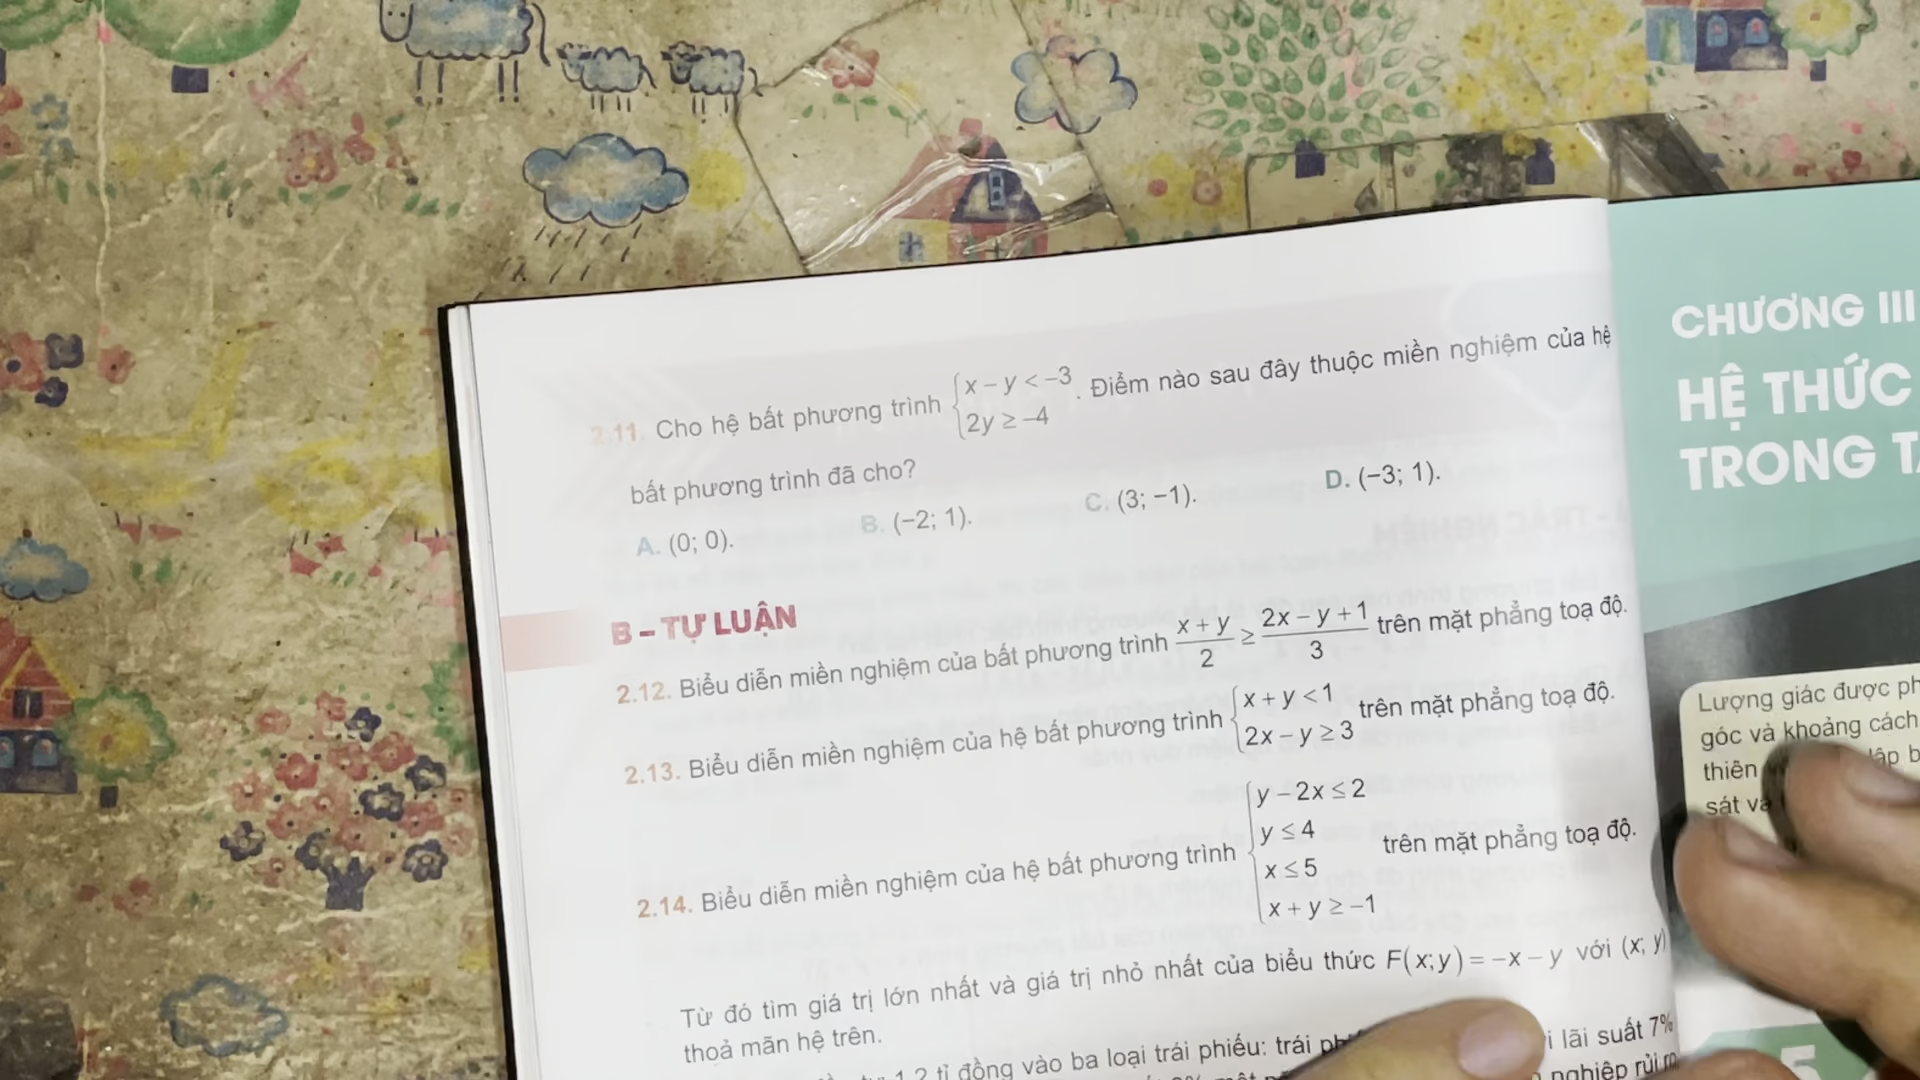 2.11. Cho hệ bất phương trình { x – y < –3 . Điểm nào sau đây thuộc miền nghiệm của hệ
2y ≥ –4
bất phương trình đã cho?
A. (0; 0). B. (–2; 1). C. (3; –1). D. (–3; 1).
B – TỰ LUẬN
2.12. Biểu diễn miền nghiệm của bất phương trình (x + y)/2 ≥ (2x – y + 1)/3 trên mặt phẳng toạ độ.
2.13. Biểu diễn miền nghiệm của hệ bất phương trình { x + y < 1 trên mặt phẳng toạ độ.
2x – y ≥ 3
y – 2x ≤ 2
y ≤ 4
2.14. Biểu diễn miền nghiệm của hệ bất phương trình { trên mặt phẳng toạ độ.
x ≤ 5
x + y ≥ –1
Từ đó tìm giá trị lớn nhất và giá trị nhỏ nhất của biểu thức F(x; y) = –x – y với (x; y)
thoả mãn hệ trên.
1,2 tỉ đồng vào ba loại trái phiếu: trái lãi suất 7%
nghiệp rủi
CHƯƠNG III
HỆ THỨC
TRONG
Lượng giác được
góc và khoảng cách
thiên
sát